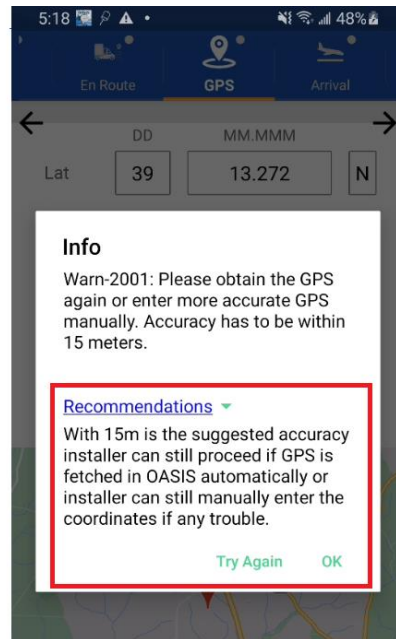 5:18 48%
En Route GPS Arrival
DD MM.MMM
Lat 39 13.272 N
Info
Warn-2001: Please obtain the GPS
again or enter more accurate GPS
manually. Accuracy has to be within
15 meters.
Recommendations
With 15m is the suggested accuracy
installer can still proceed if GPS is
fetched in OASIS automatically or
installer can still manually enter the
coordinates if any trouble.
Try Again OK